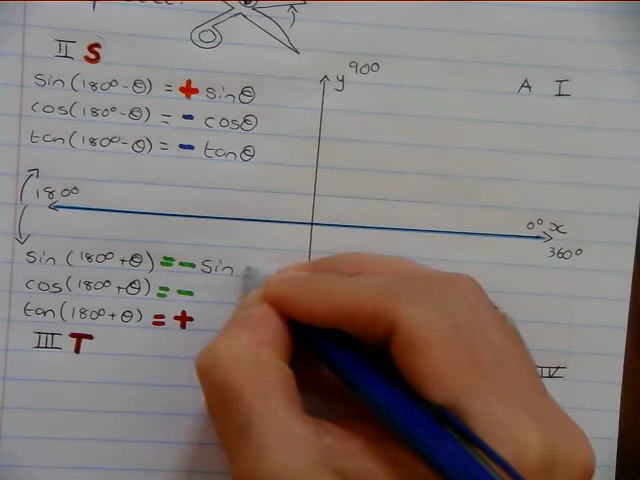 II S
sin(180° - θ) = + sinθ
cos(180° - θ) = - cosθ
tan(180° - θ) = - tanθ
y 90°
A I
180°
0° x
360°
sin(180° + θ) = - sin
cos(180° + θ) = -
tan(180° + θ) = +
III T
IV